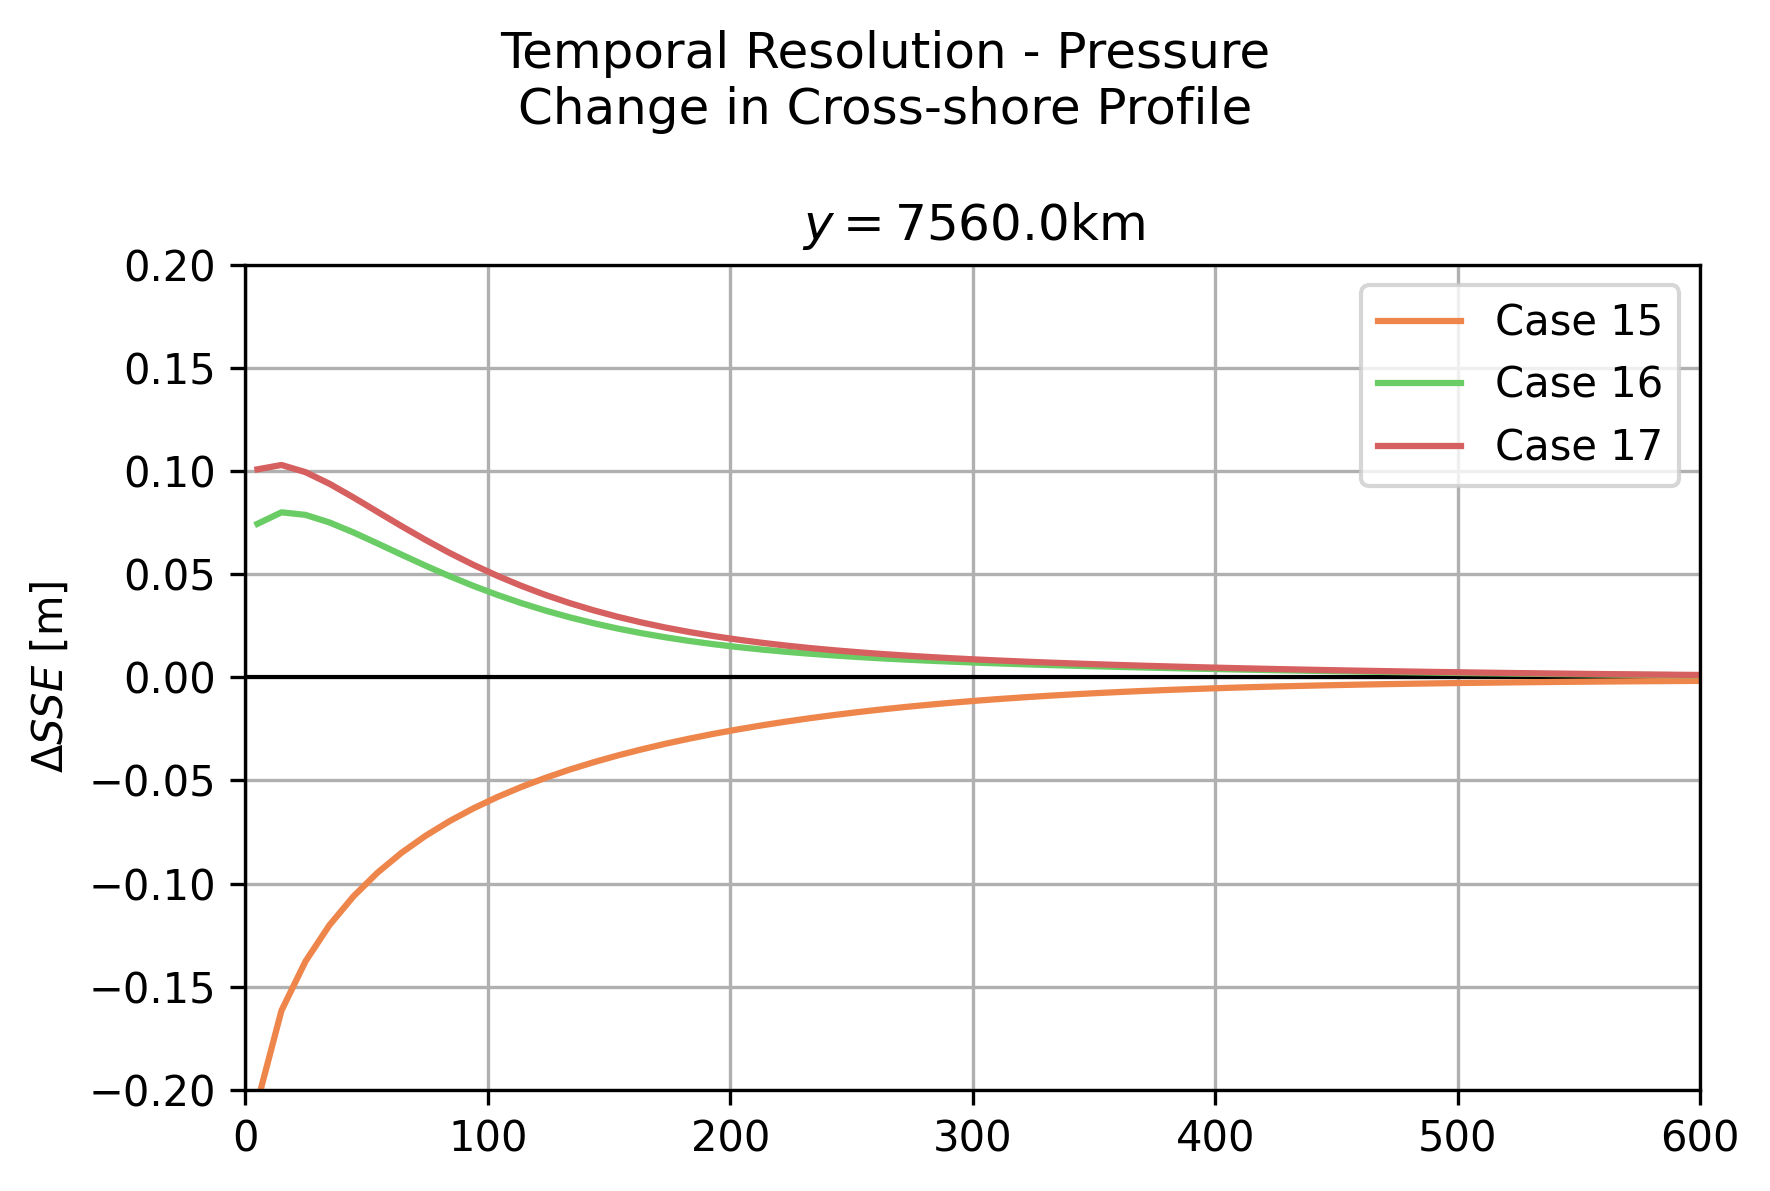 Temporal Resolution - Pressure
Change in Cross-shore Profile
y = 7560.0km
0.20
0.15
0.10
0.05
0.00
−0.05
−0.10
−0.15
−0.20
ΔSSE [m]
Case 15
Case 16
Case 17
0 100 200 300 400 500 600